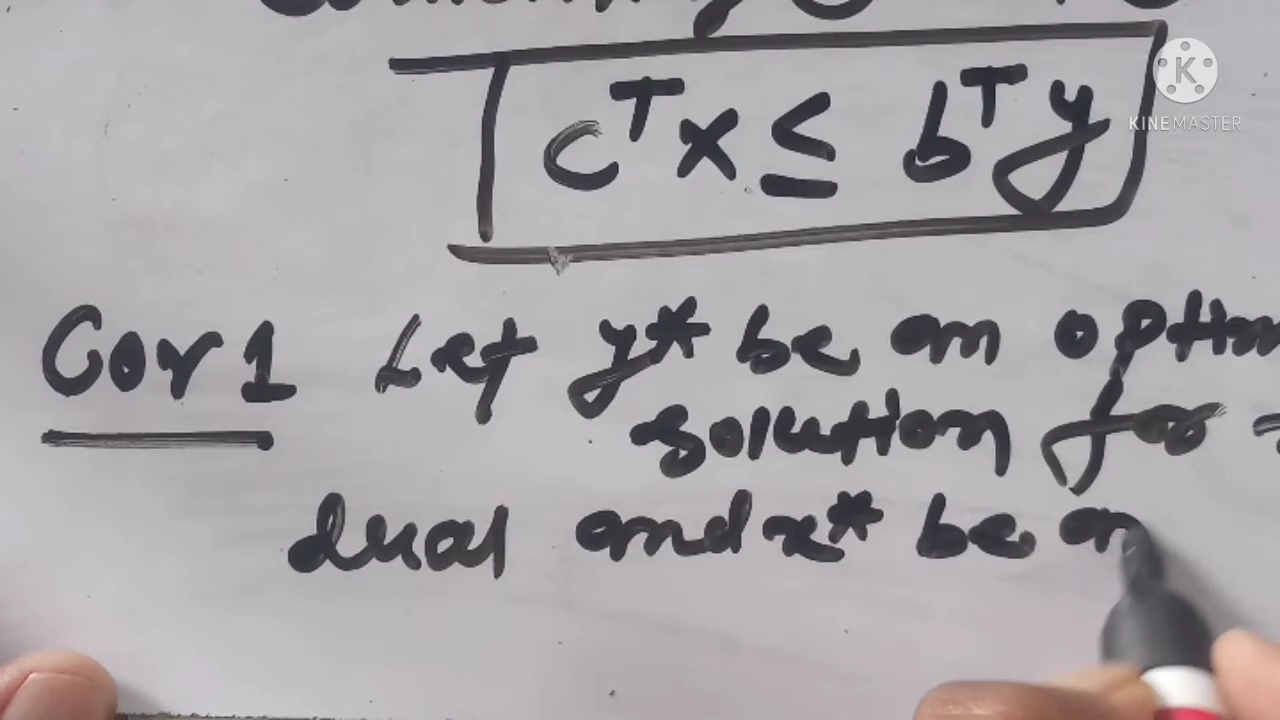 K
KINEMASTER
cᵀx ≤ bᵀy
Cor 1 Let y* be an optim
solution for
dual and x* be an